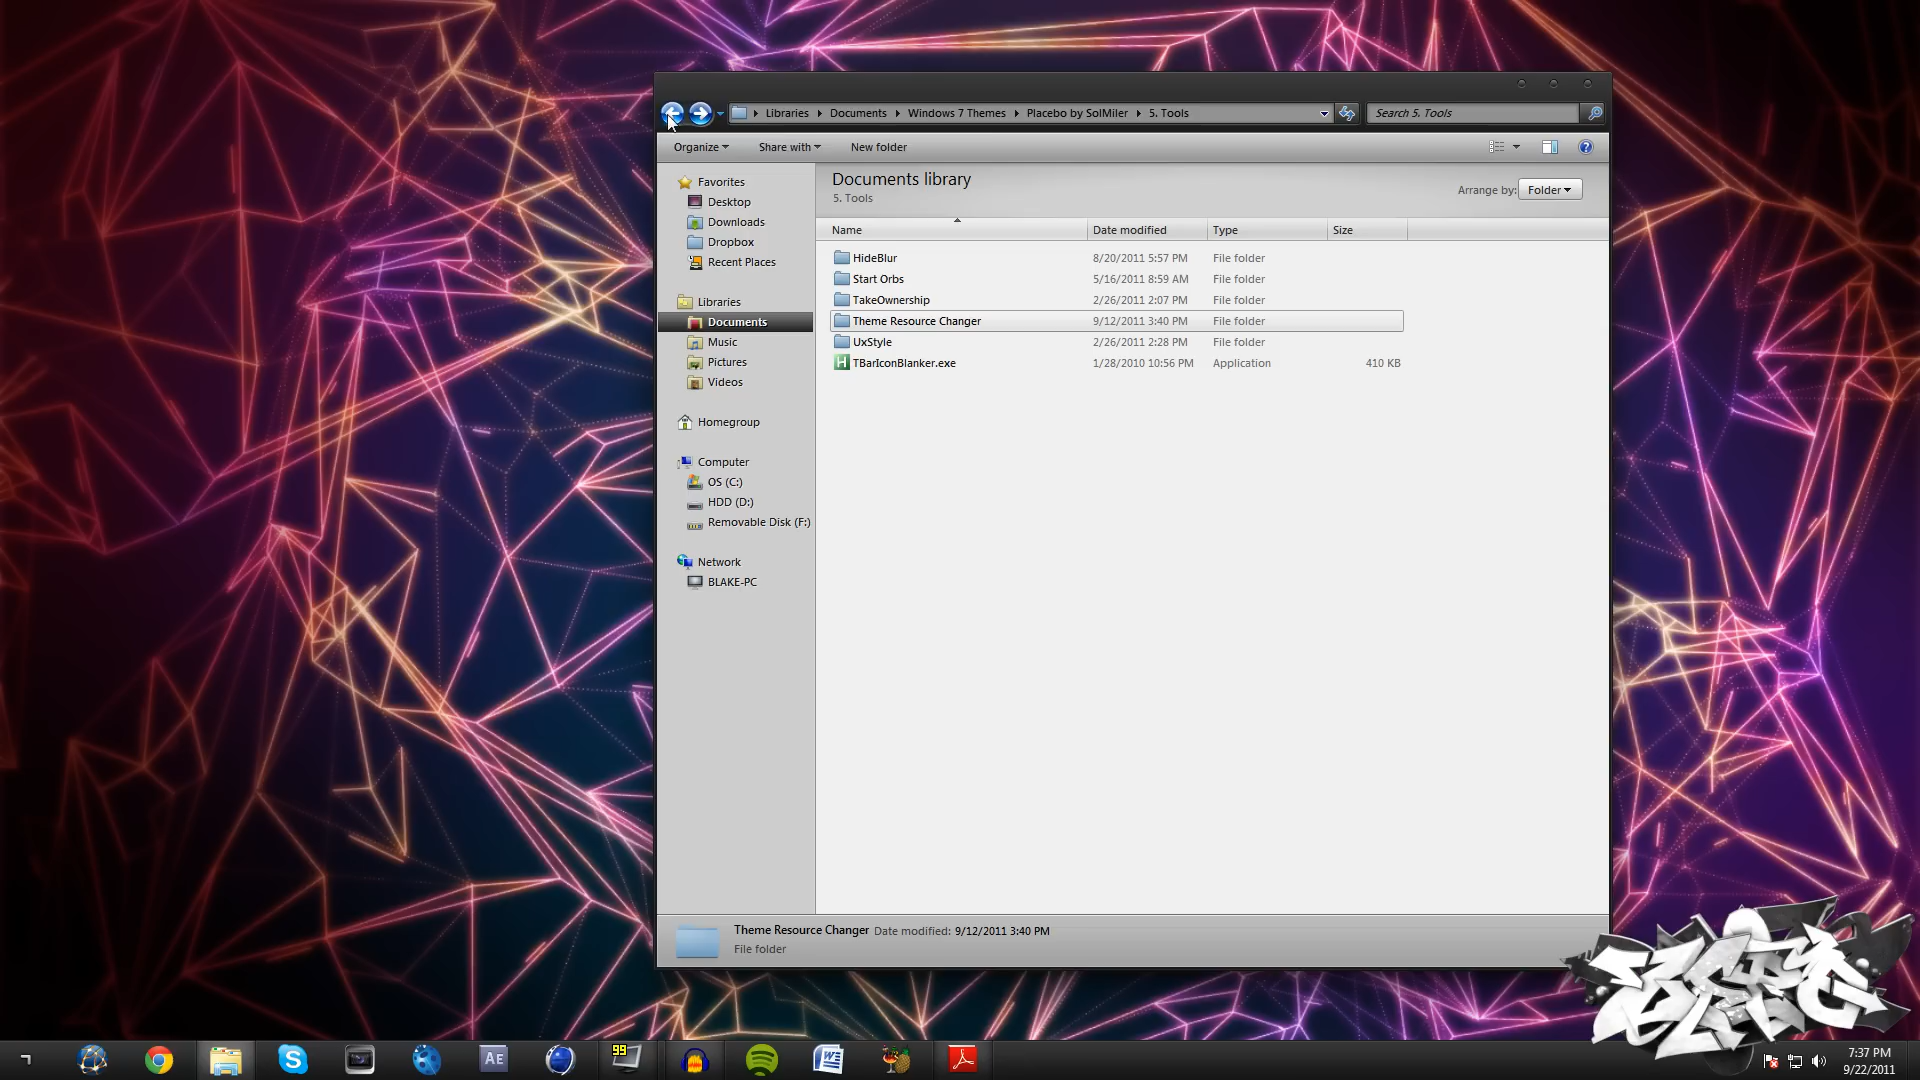 Libraries Documents Windows 7 Themes Placebo by SolMiler 5. Tools
Search 5. Tools
Organize Share with New folder
Documents library
5. Tools
Arrange by: Folder
Name Date modified Type Size
HideBlur 8/20/2011 5:57 PM File folder
Start Orbs 5/16/2011 8:59 AM File folder
TakeOwnership 2/26/2011 2:07 PM File folder
Theme Resource Changer 9/12/2011 3:40 PM File folder
UxStyle 2/26/2011 2:28 PM File folder
TBarIconBlanker.exe 1/28/2010 10:56 PM Application 410 KB
Favorites
Desktop
Downloads
Dropbox
Recent Places
Libraries
Documents
Music
Pictures
Videos
Homegroup
Computer
OS (C:)
HDD (D:)
Removable Disk (F:)
Network
BLAKE-PC
Theme Resource Changer Date modified: 9/12/2011 3:40 PM
File folder
AE
99
7:37 PM
9/22/2011